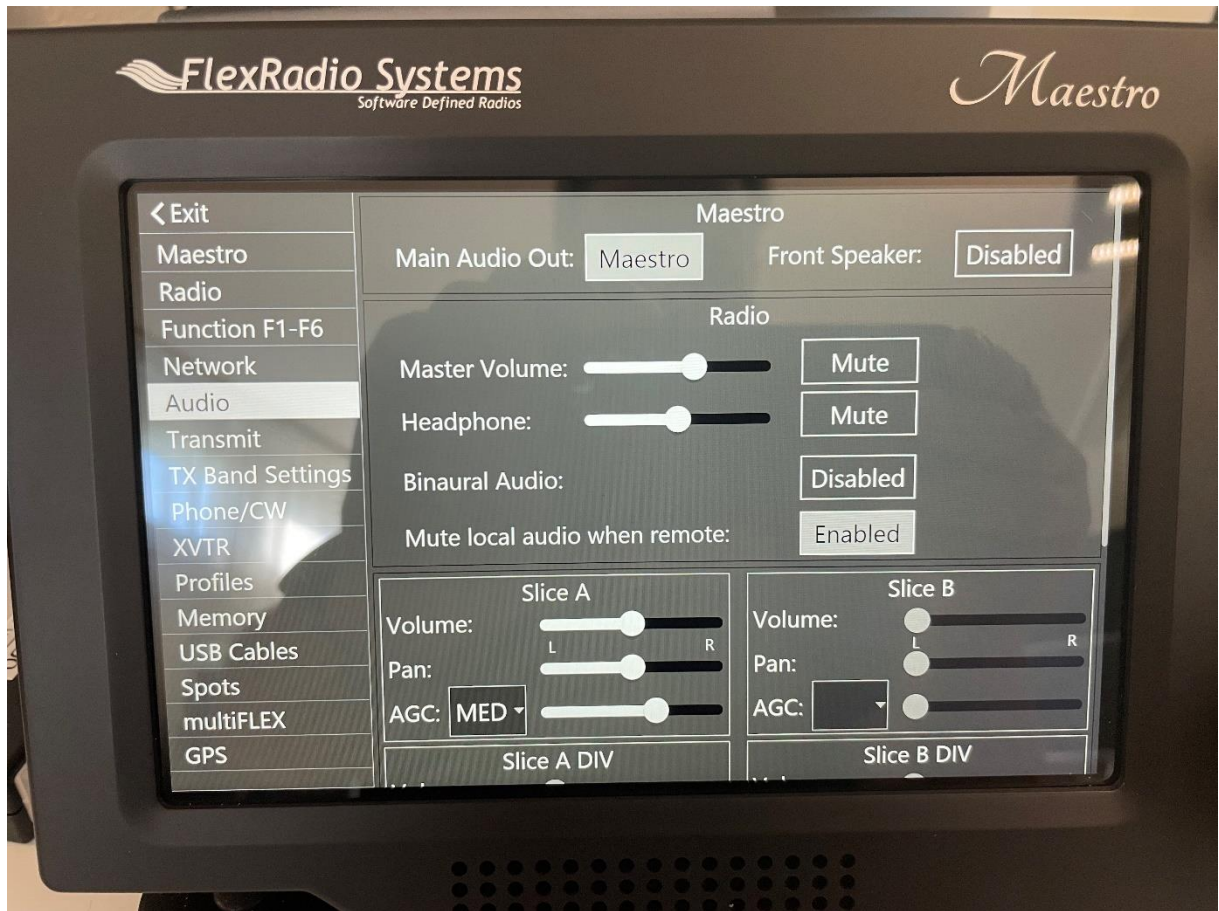 FlexRadio Systems
Software Defined Radios
Maestro
< Exit
Maestro
Radio
Function F1-F6
Network
Audio
Transmit
TX Band Settings
Phone/CW
XVTR
Profiles
Memory
USB Cables
Spots
multiFLEX
GPS
Maestro
Main Audio Out: Maestro Front Speaker: Disabled
Radio
Master Volume: Mute
Headphone: Mute
Binaural Audio: Disabled
Mute local audio when remote: Enabled
Slice A
Volume:
L R
Pan:
AGC: MED
Slice B
Volume:
L R
Pan:
AGC:
Slice A DIV
Slice B DIV